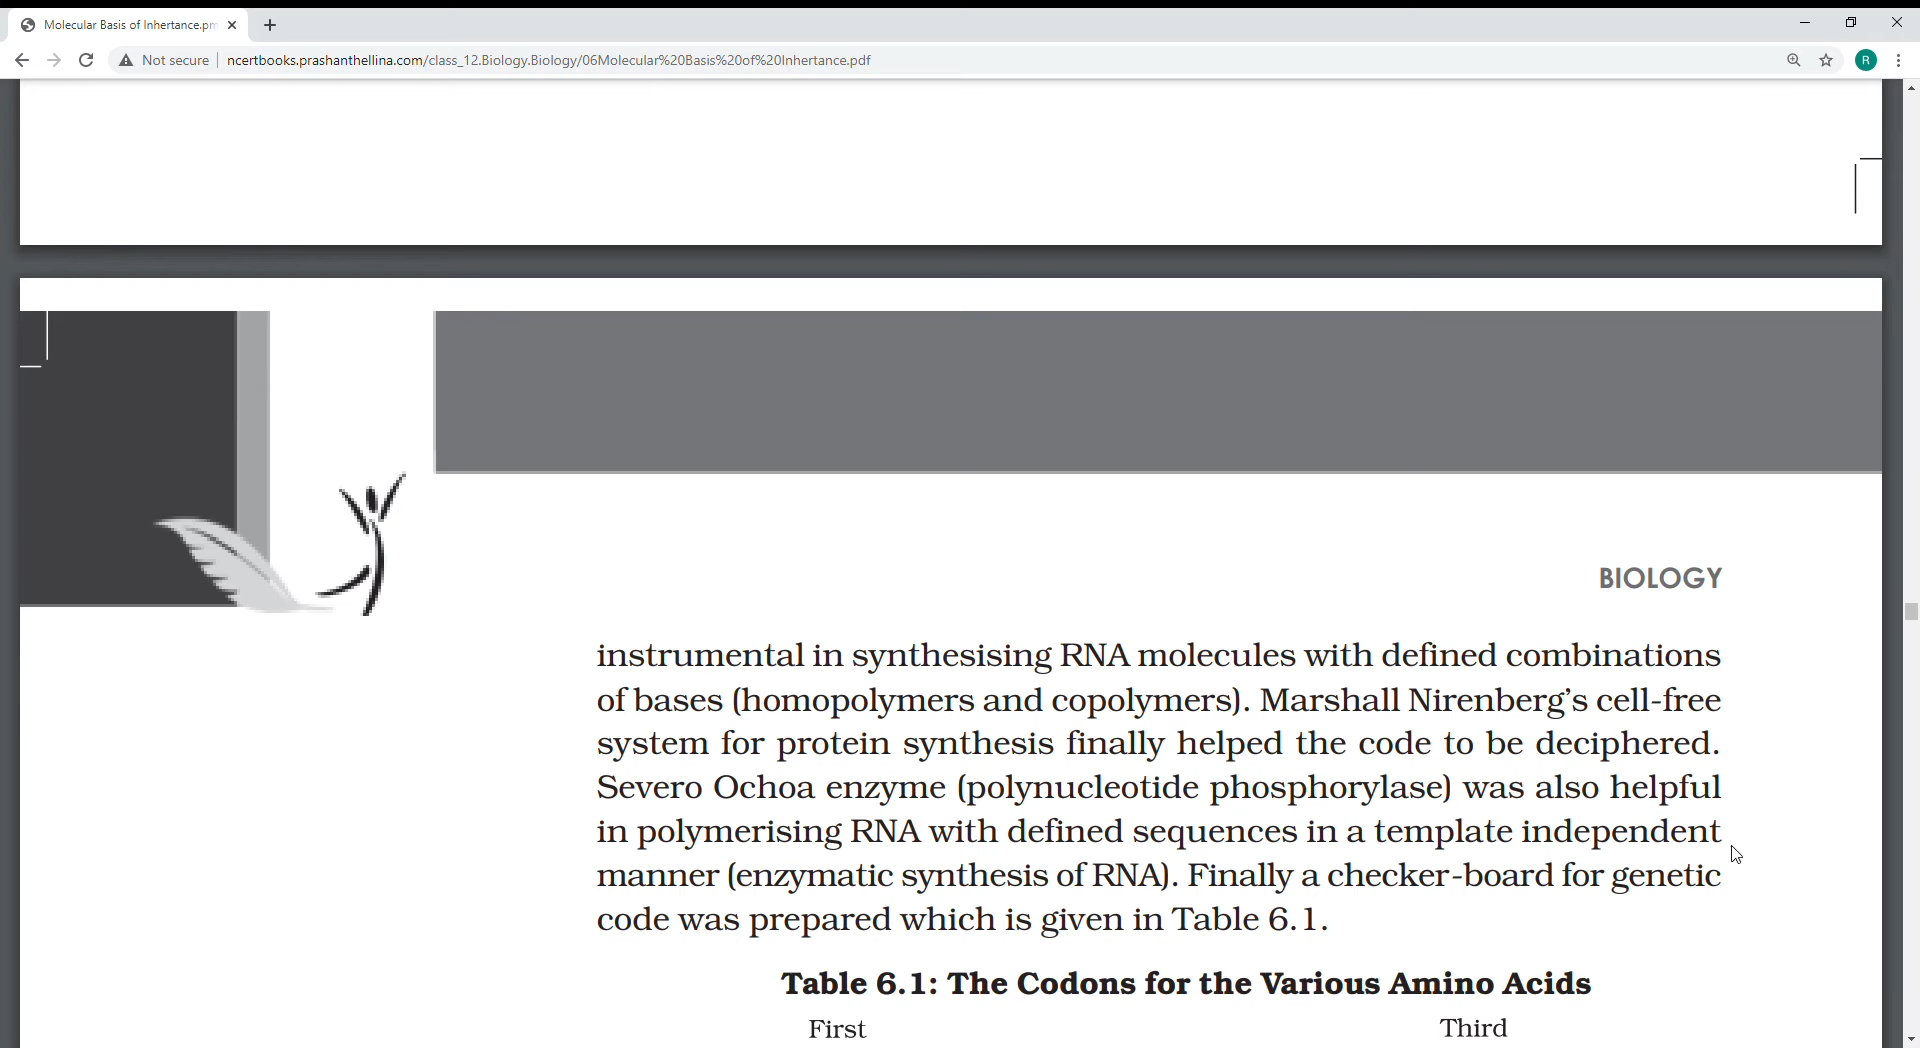 Molecular Basis of Inhertance.pm
Not secure
ncertbooks.prashanthellina.com/class_12.Biology.Biology/06Molecular%20Basis%20of%20Inhertance.pdf
R
BIOLOGY
instrumental in synthesising RNA molecules with defined combinations
of bases (homopolymers and copolymers). Marshall Nirenberg’s cell-free
system for protein synthesis finally helped the code to be deciphered.
Severo Ochoa enzyme (polynucleotide phosphorylase) was also helpful
in polymerising RNA with defined sequences in a template independent
manner (enzymatic synthesis of RNA). Finally a checker-board for genetic
code was prepared which is given in Table 6.1.
Table 6.1: The Codons for the Various Amino Acids
First Third